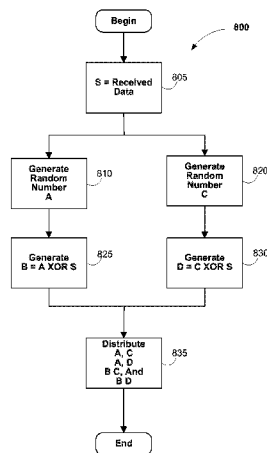 Begin
800
S = Received
Data
805
Generate
Random
Number
A
810
Generate
Random
Number
C
820
Generate
B = A XOR S
825
Generate
D = C XOR S
830
Distribute
A, C
A, D
B C, And
B D
835
End